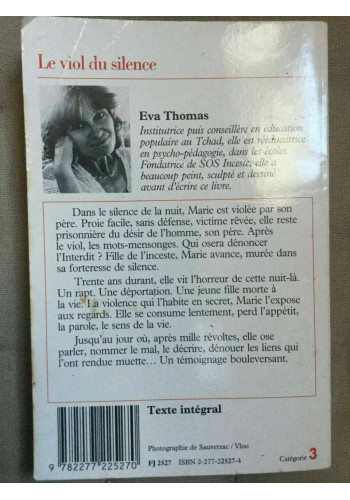 Le viol du silence
Eva Thomas
Institutrice puis conseillère en éducation
populaire au Tchad, elle est rééducatrice
en psycho-pédagogie, dans les écoles.
Fondatrice de SOS Inceste, elle a
beaucoup peint, sculpté et dessiné
avant d'écrire ce livre.
Dans le silence de la nuit, Marie est violée par son
père. Proie facile, sans défense, victime rêvée, elle reste
prisonnière du désir de l'homme, son père. Après
le viol, les mots-mensonges. Qui osera dénoncer
l'Interdit ? Fille de l'inceste, Marie avance, murée dans
sa forteresse de silence.
Trente ans durant, elle vit l'horreur de cette nuit-là.
Un rapt. Une déportation. Une jeune fille morte à
la vie. La violence qui l'habite en secret, Marie l'expose
aux regards. Elle se consume lentement, perd l'appétit,
la parole, le sens de la vie.
Jusqu'au jour où, après mille révoltes, elle ose
parler, nommer le mal, le décrire, dénouer les liens qui
l'ont rendue muette... Un témoignage bouleversant.
Texte intégral
Photographie de Sauverzac / Vloo
FJ 2527 ISBN 2-277-22527-4
Catégorie 3
9 782277 225270